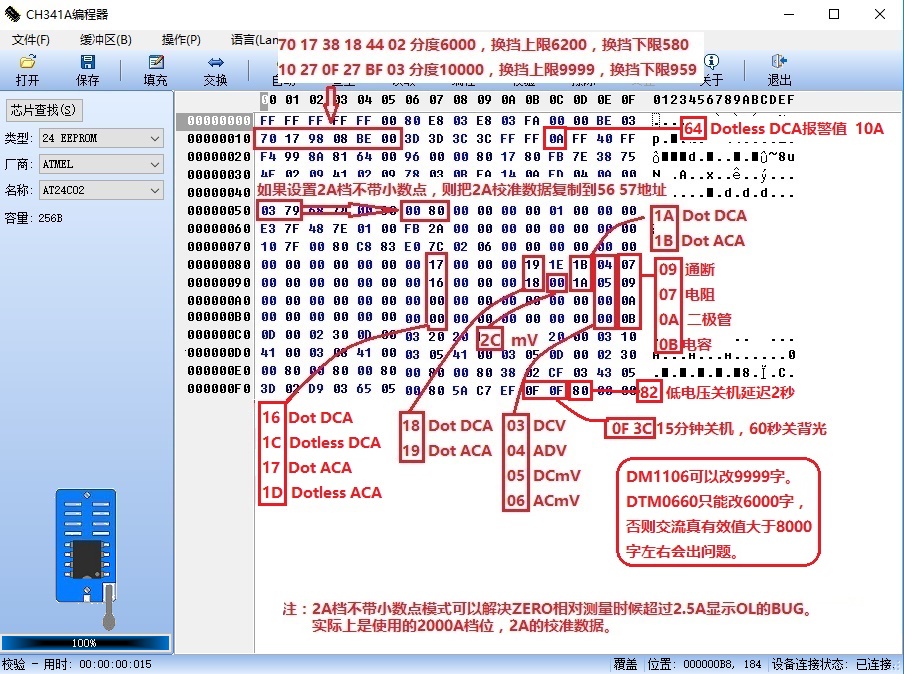 CH341A编程器
文件(F) 缓冲区(B) 操作(P) 语言(Lan
70 17 38 18 44 02 分度6000，换挡上限6200，换挡下限580
10 27 0F 27 BF 03 分度10000，换挡上限9999，换挡下限959
打开 保存 填充 交换 关于 退出
芯片查找(S)
类型: 24 EEPROM
厂商: ATMEL
名称: AT24C02
容量: 256B
00 01 02 03 04 05 06 07 08 09 0A 0B 0C 0D 0E 0F 0123456789ABCDEF
00000000 FF FF FF FF FF FF 00 80 E8 03 E8 03 FA 00 00 00 BE 03
00000010 70 17 98 08 BE 00 3D 3D 3C 3C FF FF 0A FF 40 FF
64 Dotless DCA报警值 10A
00000020 F4 99 8A 81 64 00 96 00 00 80 17 80 FB 7E 38 75
如果设置2A档不带小数点，则把2A校准数据复制到56 57地址
00000050 03 79 00 80 00 00 00 00 01 00 00 00 00
00000060 E3 7F 48 7E 01 00 FB 2A 00 00 00 00 00 00 00 00
00000070 10 7F 00 80 C8 83 E0 7C 02 06 00 00 00 00 00 00
00000080 00 00 00 00 00 00 00 17 00 00 00 19 1E 1B 04 07
00000090 00 00 00 00 00 00 00 16 00 00 00 18 00 1A 05 09
000000A0 00 00 00 00 00 00 00 00 00 00 00 00 00 00 00 0A
000000B0 00 00 00 00 00 00 00 00 00 00 00 00 00 00 00 0B
000000C0 0D 00 02 30 0D 00 03 20 20 00 03 20 00 03 10
000000D0 41 00 03 08 41 00 03 05 41 00 03 05 0D 00 02 30
000000E0 00 80 00 80 00 80 00 80 00 80 38 02 CF 03 43 05
000000F0 3D 02 D9 03 65 05 00 80 5A C7 EF 0F 0F 80 00 00
1A Dot DCA
1B Dot ACA
09 通断
07 电阻
0A 二极管
0B 电容
2C mV
82 低电压关机延迟2秒
0F 3C 15分钟关机，60秒关背光
16 Dot DCA
1C Dotless DCA
17 Dot ACA
1D Dotless ACA
18 Dot DCA
19 Dot ACA
03 DCV
04 ADV
05 DCmV
06 ACmV
DM1106可以改9999字。
DTM0660只能改6000字，
否则交流真有效值大于8000
字左右会出问题。
注：2A档不带小数点模式可以解决ZERO相对测量时候超过2.5A显示OL的BUG。
实际上是使用的2000A档位，2A的校准数据。
100%
校验 - 用时: 00:00:00:015 覆盖 位置: 000000B8, 184 设备连接状态: 已连接